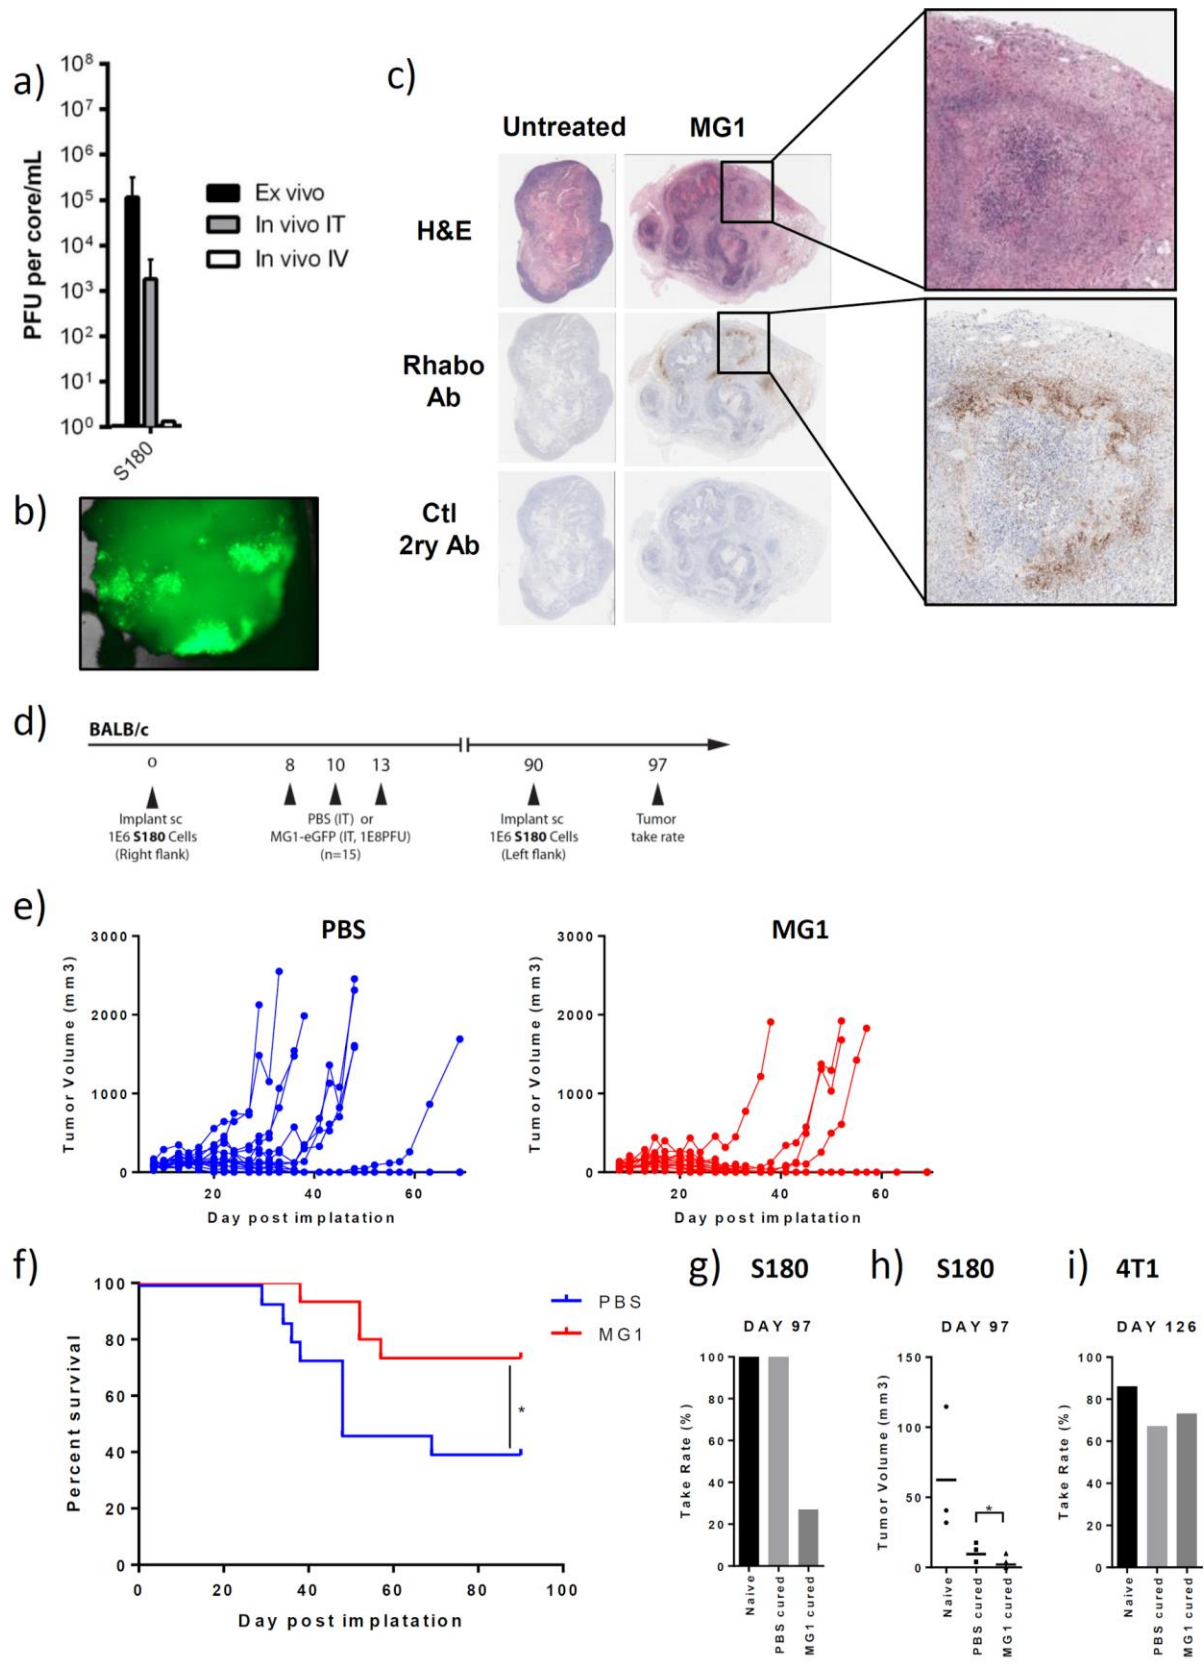 a)
PFU per core/mL
10⁸
10⁷
10⁶
10⁵
10⁴
10³
10²
10¹
10⁰
S180
Ex vivo
In vivo IT
In vivo IV
b)
c)
Untreated MG1
H&E
Rhabo
Ab
Ctl
2ry Ab
d)
BALB/c
0 8 10 13 90 97
Implant sc
1E6 S180 Cells
(Right flank)
PBS (IT) or
MG1-eGFP (IT, 1E8PFU)
(n=15)
Implant sc
1E6 S180 Cells
(Left flank)
Tumor
take rate
e)
PBS
Tumor Volume (mm3)
3000
2000
1000
0
20 40 60
Day post implatation
MG1
Tumor Volume (mm3)
3000
2000
1000
0
20 40 60
Day post implatation
f)
Percent survival
100
80
60
40
20
0
0 20 40 60 80 100
Day post implatation
PBS
MG1
*
g) S180
DAY 97
Take Rate (%)
100
80
60
40
20
0
Naive
PBS cured
MG1 cured
h) S180
DAY 97
Tumor Volume (mm3)
150
100
50
0
*
Naive
PBS cured
MG1 cured
i) 4T1
DAY 126
Take Rate (%)
100
80
60
40
20
0
Naive
PBS cured
MG1 cured